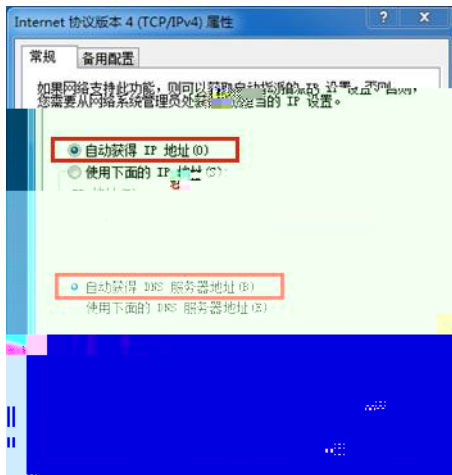 Internet 协议版本 4 (TCP/IPv4) 属性
常规 备用配置
如果网络支持此功能，则可以获取自动指派的 IP 设置。否则，
您需要从网络系统管理员处获得适当的 IP 设置。
自动获得 IP 地址(O)
使用下面的 IP 地址(S):
自动获得 DNS 服务器地址(B)
使用下面的 DNS 服务器地址(E)